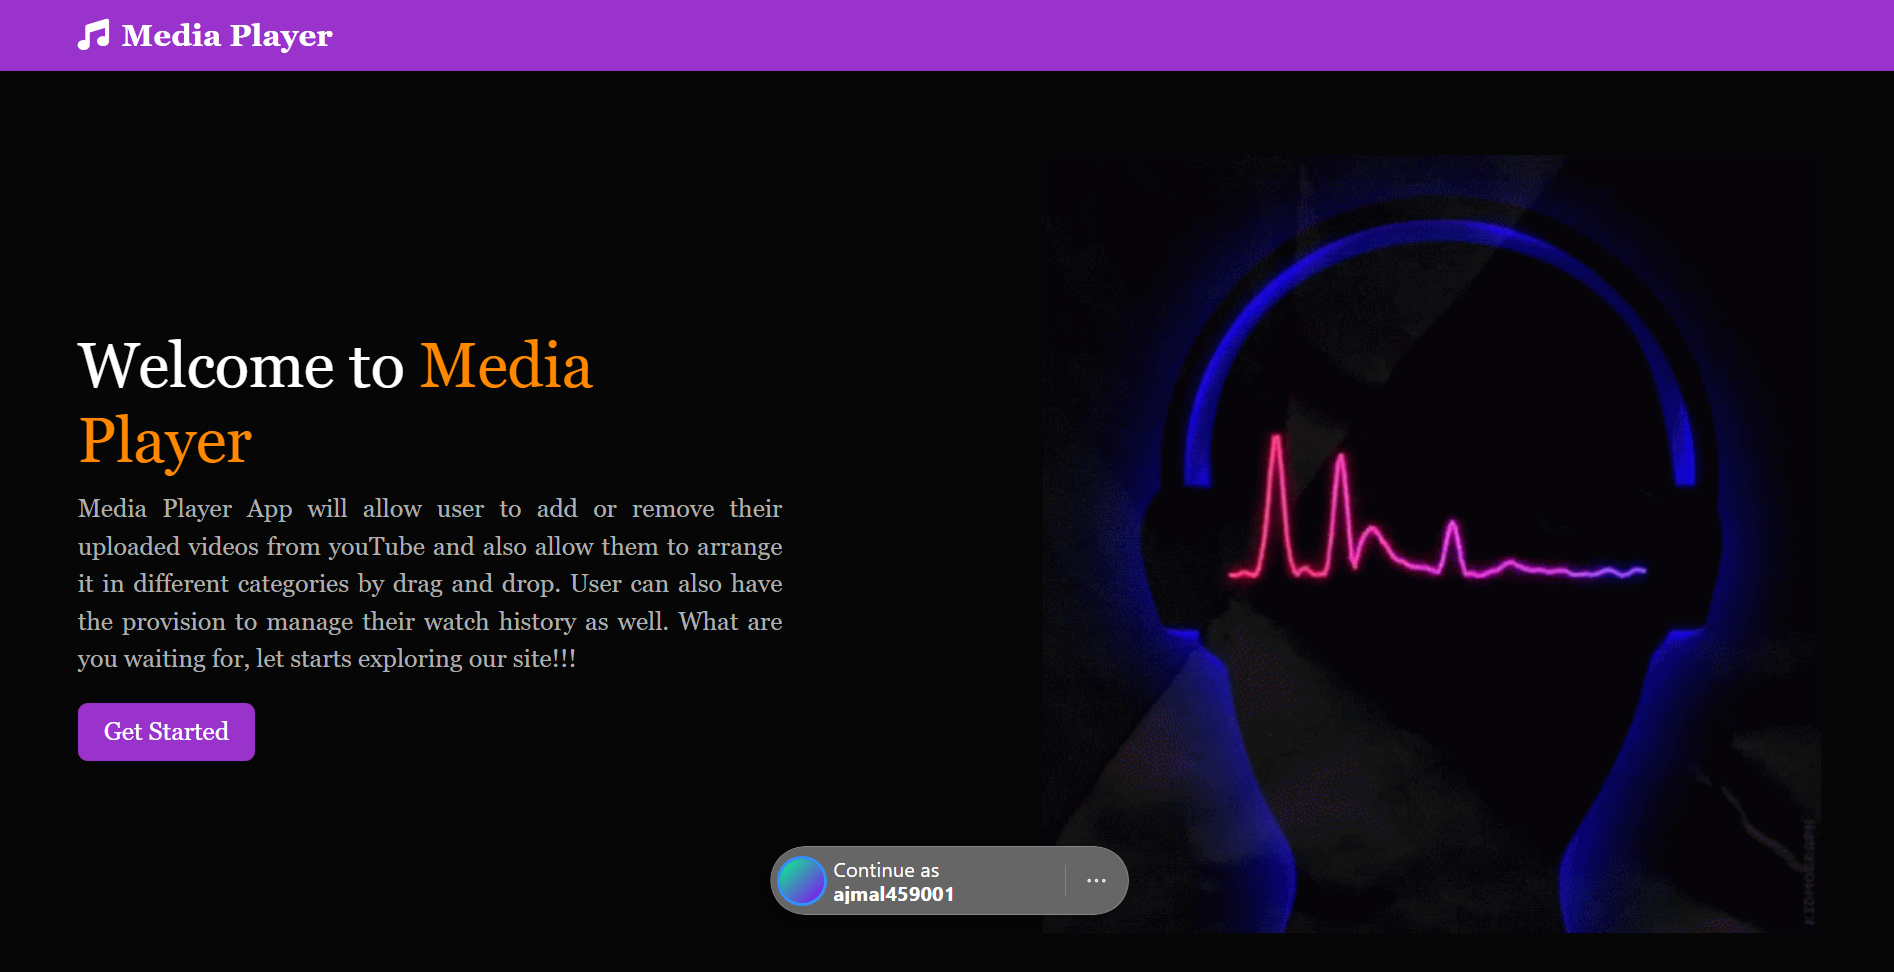 Media Player
Welcome to Media
Player
Media Player App will allow user to add or remove their
uploaded videos from youTube and also allow them to arrange
it in different categories by drag and drop. User can also have
the provision to manage their watch history as well. What are
you waiting for, let starts exploring our site!!!
Get Started
Continue as
ajmal459001
KIDMOGRAPH